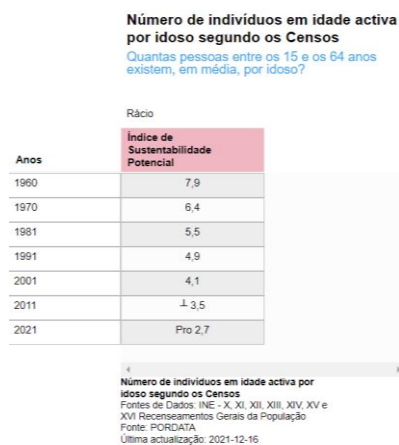 Número de indivíduos em idade activa
por idoso segundo os Censos
Quantas pessoas entre os 15 e os 64 anos
existem, em média, por idoso?
Rácio
Anos
Índice de
Sustentabilidade
Potencial
1960 7,9
1970 6,4
1981 5,5
1991 4,9
2001 4,1
2011 ┴ 3,5
2021 Pro 2,7
Número de indivíduos em idade activa por
idoso segundo os Censos
Fontes de Dados: INE - X, XI, XII, XIII, XIV, XV e
XVI Recenseamentos Gerais da População
Fonte: PORDATA
Última actualização: 2021-12-16